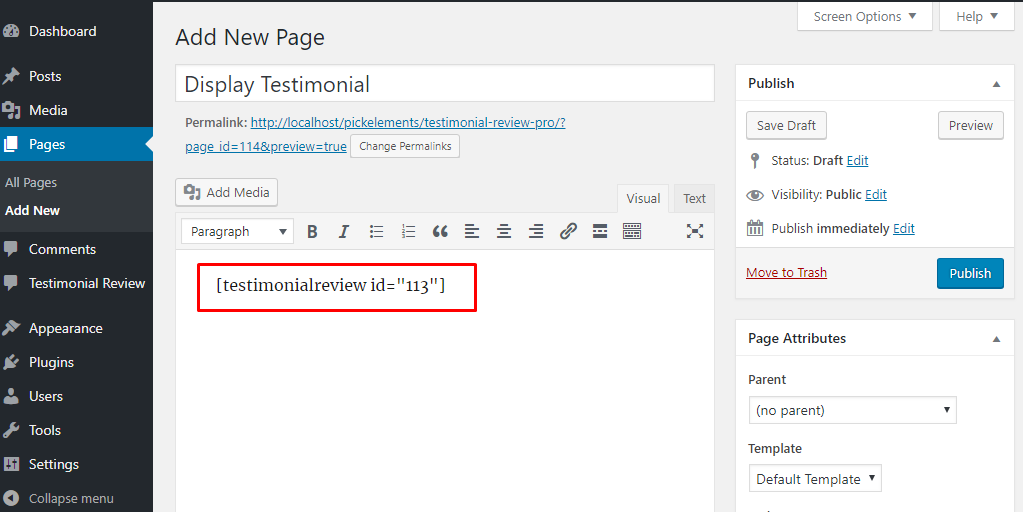 Screen Options
Help
Dashboard
Posts
Media
Pages
All Pages
Add New
Comments
Testimonial Review
Appearance
Plugins
Users
Tools
Settings
Collapse menu
Add New Page
Display Testimonial
Permalink: http://localhost/pickelements/testimonial-review-pro/?
page_id=114&preview=true Change Permalinks
Add Media
Visual Text
Paragraph B I
[testimonialreview id="113"]
Publish
Save Draft Preview
Status: Draft Edit
Visibility: Public Edit
Publish immediately Edit
Move to Trash Publish
Page Attributes
Parent
(no parent)
Template
Default Template